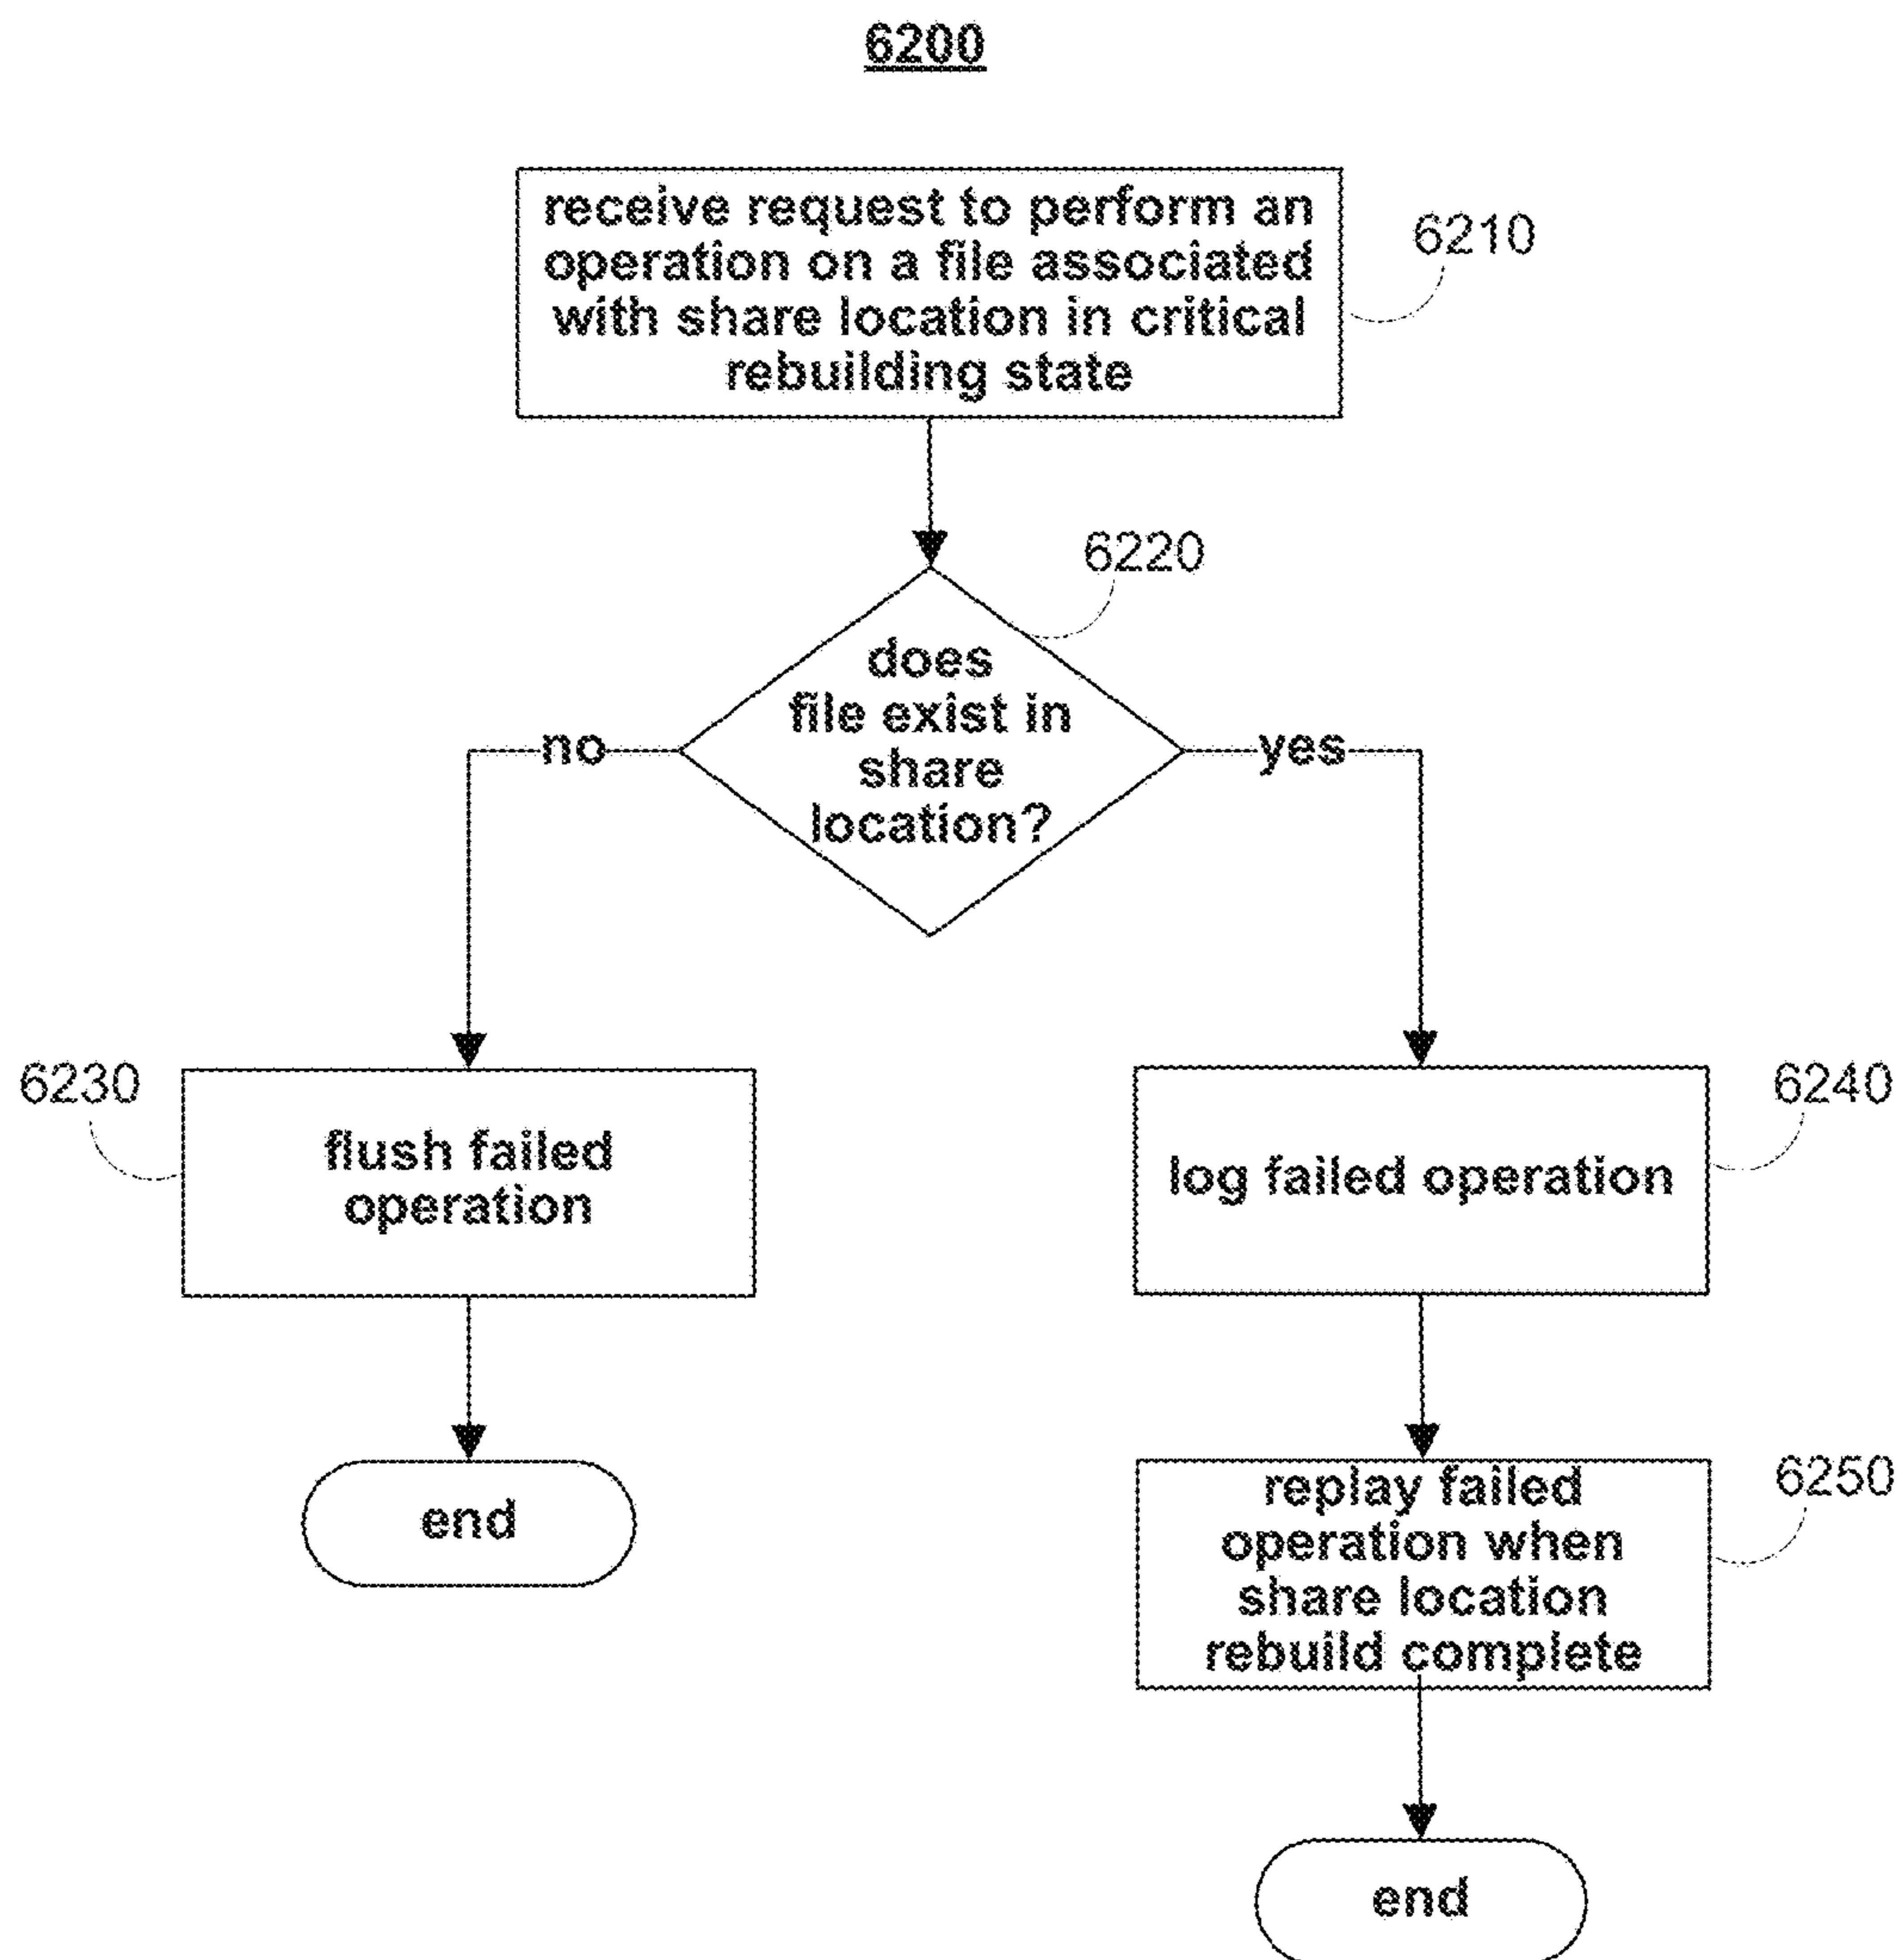 6200
receive request to perform an
operation on a file associated
with share location in critical
rebuilding state
6210
6220
does
file exist in
share
location?
no
yes
6230
flush failed
operation
end
6240
log failed operation
6250
replay failed
operation when
share location
rebuild complete
end